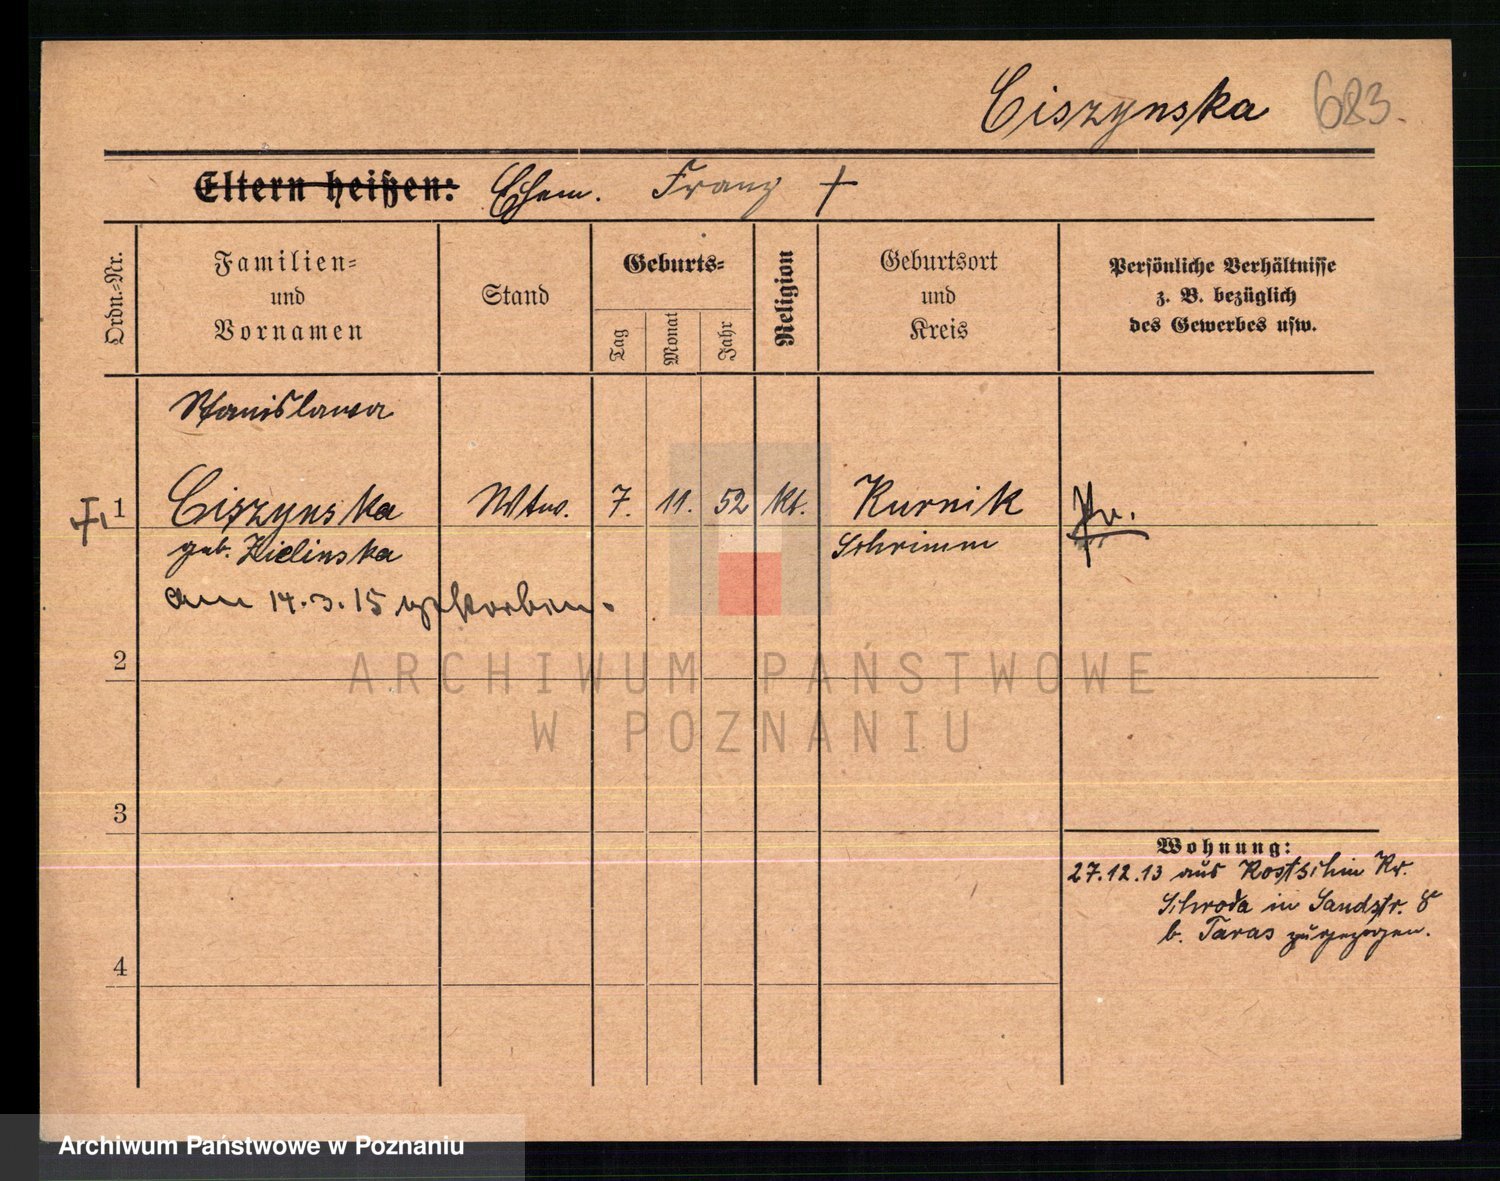 Ciszynska 683.
Eltern heißen: Ehem. Franz †
Ordn.-Nr.
Familien-
und
Vornamen
Stand
Geburts-
Tag
Monat
Jahr
Religion
Geburtsort
und
Kreis
Persönliche Verhältnisse
z. B. bezüglich
des Gewerbes usw.
Stanislawa
1 Ciszynska Wtw. 7. 11. 52 kt. Kurnik Pr.
geb. Zielinska Schrimm
am 14.3.15 gestorben.
2
ARCHIWUM PAŃSTWOWE
W POZNANIU
3
Wohnung:
27.12.13 aus Kostschin Kr.
Schroda in Sandstr. 8
b. Taras zugezogen.
4
Archiwum Państwowe w Poznaniu